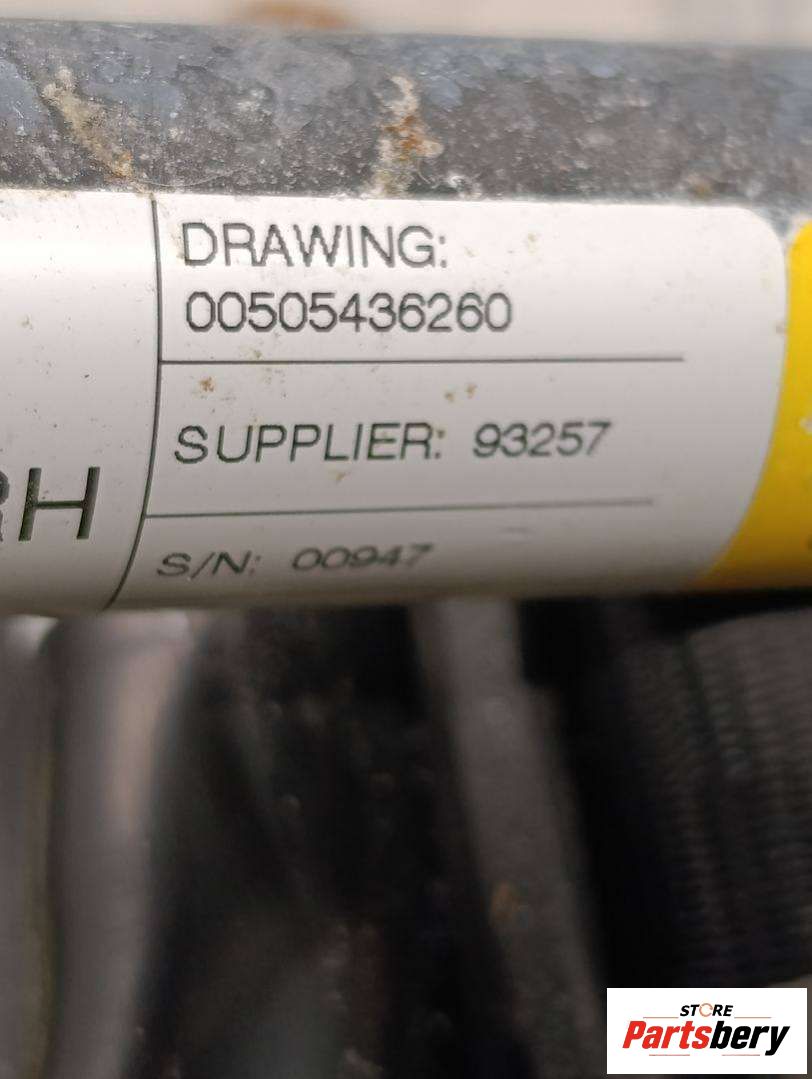 DRAWING:
00505436260
SUPPLIER: 93257
RH
S/N: 00947
STORE
Partsbery